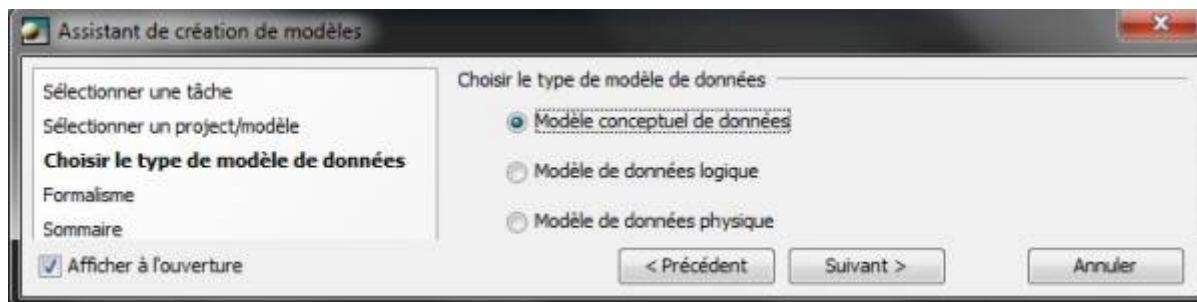 Assistant de création de modèles
Sélectionner une tâche
Sélectionner un project/modèle
Choisir le type de modèle de données
Formalisme
Sommaire
Afficher à l'ouverture
Choisir le type de modèle de données
Modèle conceptuel de données
Modèle de données logique
Modèle de données physique
< Précédent
Suivant >
Annuler